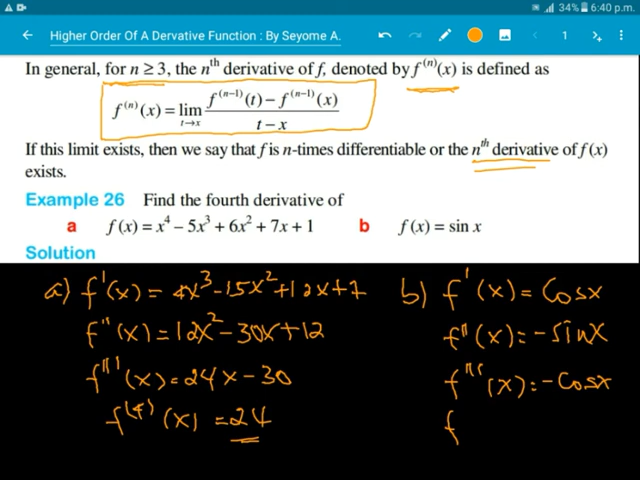 34% 6:40 p.m.
Higher Order Of A Dervative Function : By Seyome A.
1
In general, for n ≥ 3, the nth derivative of f, denoted by f⁽ⁿ⁾(x) is defined as
f⁽ⁿ⁾(x) = lim t→x (f⁽ⁿ⁻¹⁾(t) − f⁽ⁿ⁻¹⁾(x)) / (t − x)
If this limit exists, then we say that f is n-times differentiable or the nth derivative of f(x)
exists.
Example 26 Find the fourth derivative of
a f(x) = x⁴ − 5x³ + 6x² + 7x + 1 b f(x) = sin x
Solution
a) f'(x) = 4x³-15x²+12x+7
f''(x) = 12x²-30x+12
f'''(x) = 24x-30
f⁽⁴⁾(x) = 24
b) f'(x) = Cosx
f''(x) = -sinx
f'''(x) = -Cosx
f